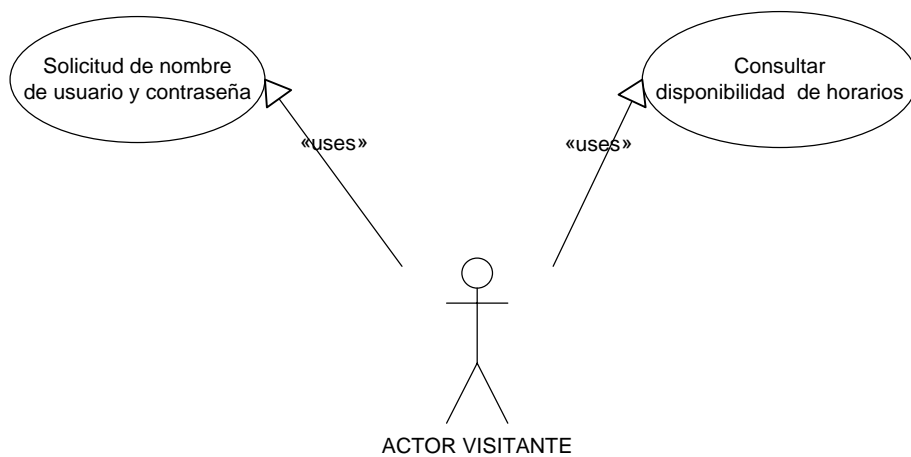 Solicitud de nombre
de usuario y contraseña
Consultar
disponibilidad de horarios
«uses»
«uses»
ACTOR VISITANTE